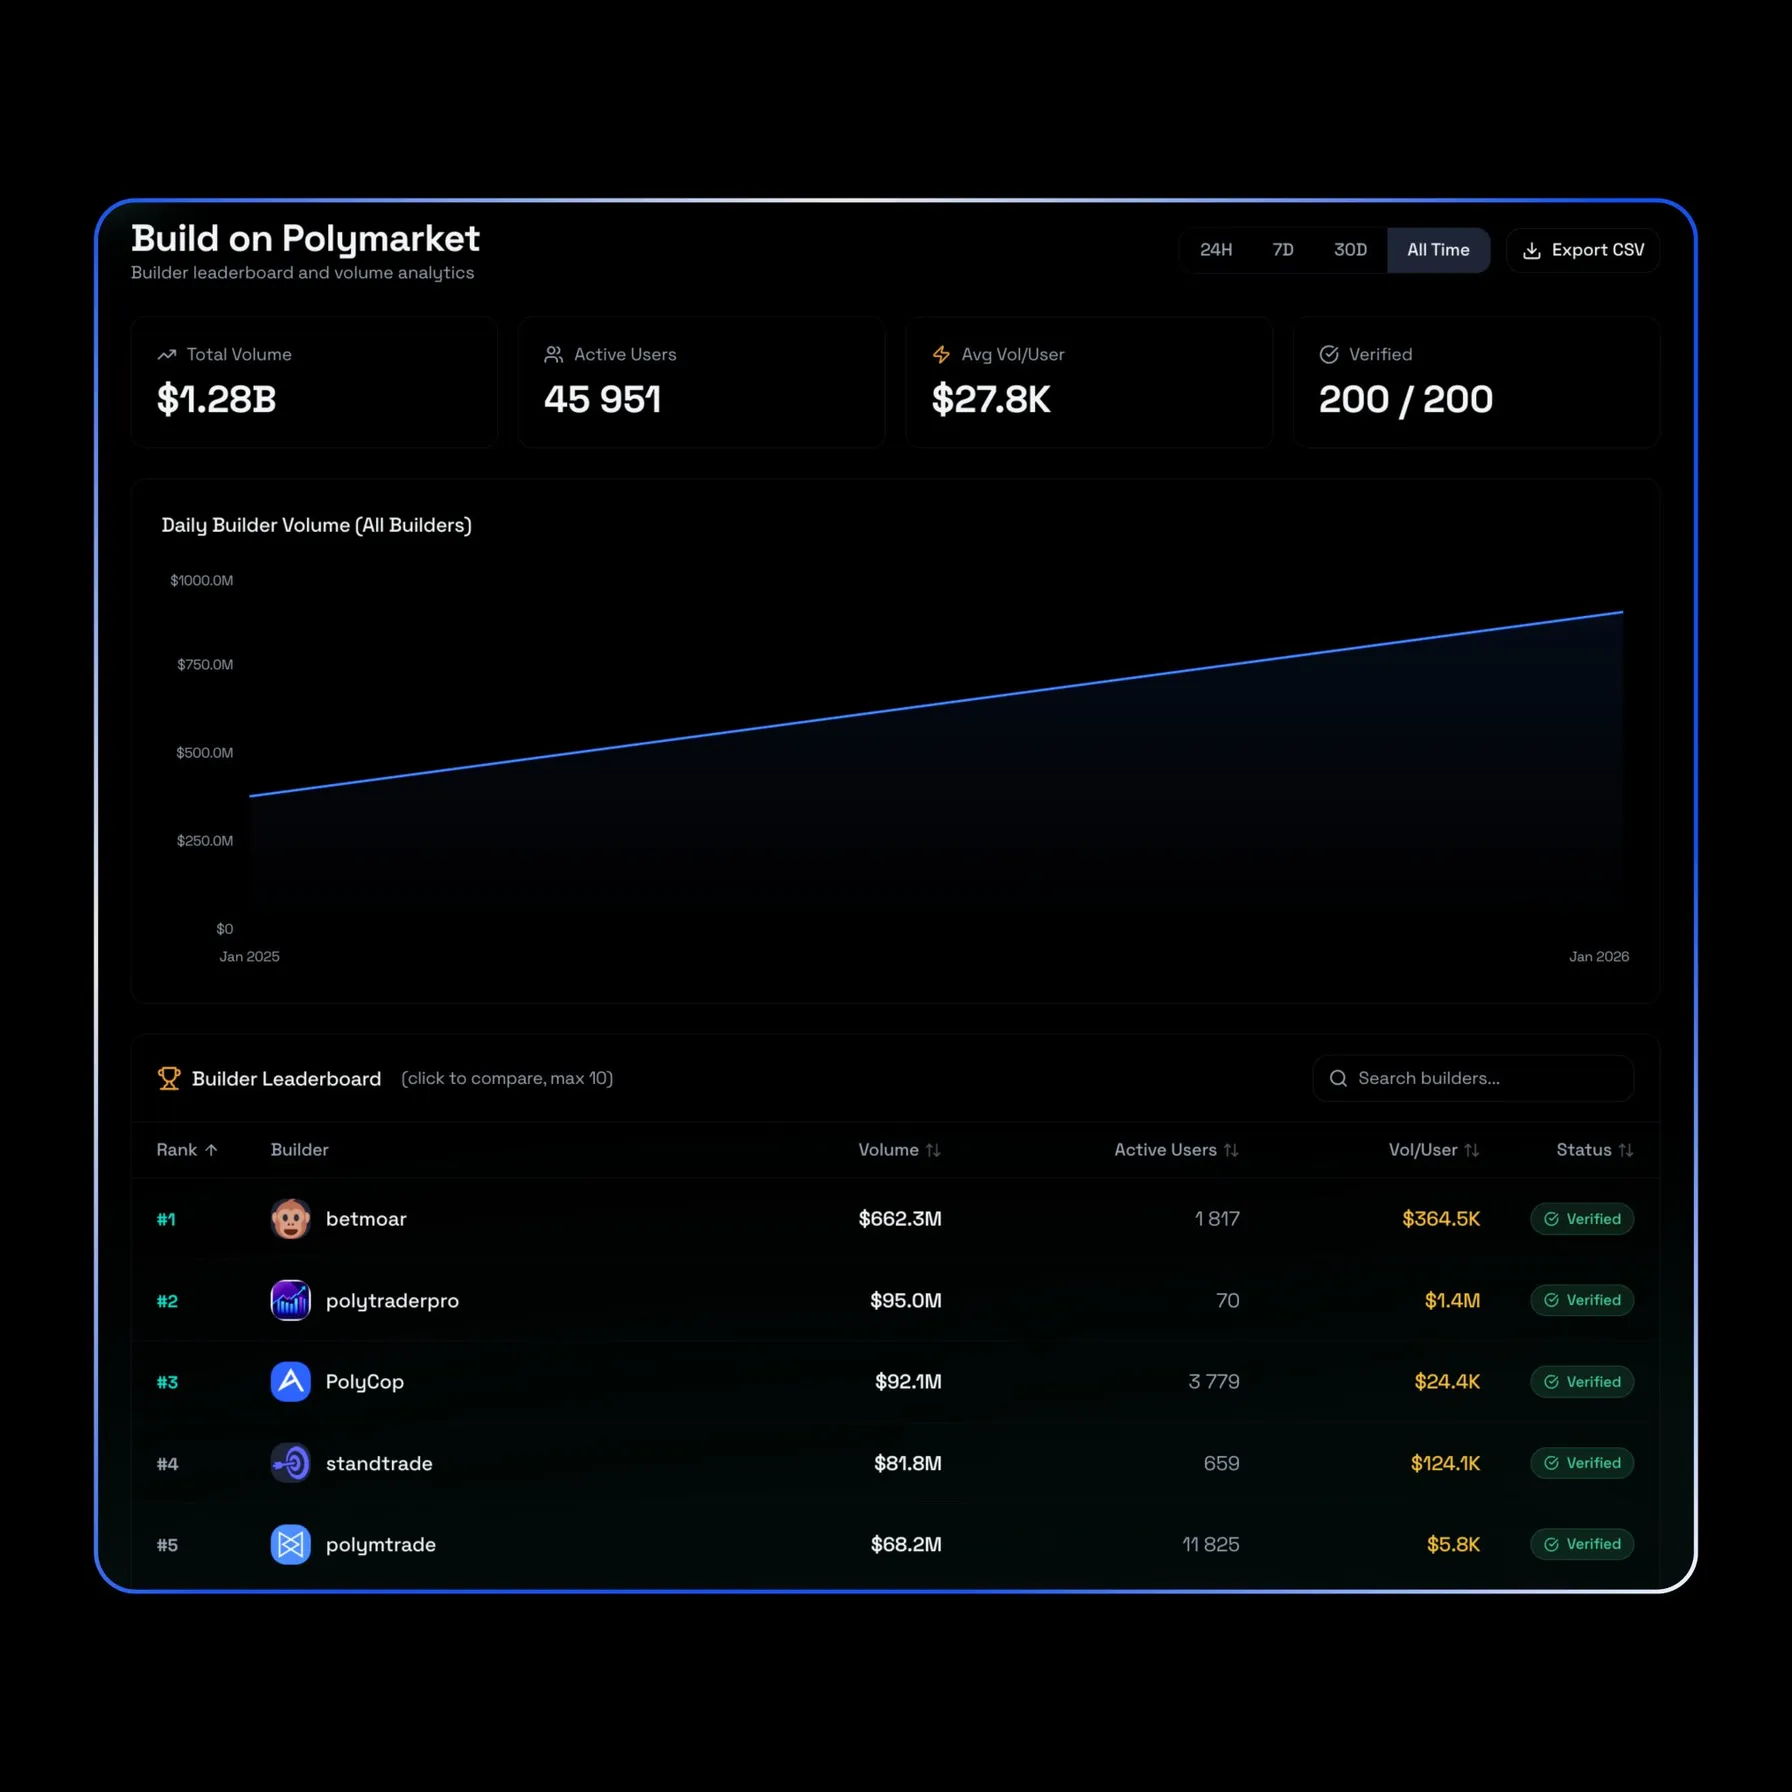 Build on Polymarket
Builder leaderboard and volume analytics
24H 7D 30D All Time Export CSV
Total Volume Active Users Avg Vol/User Verified
$1.28B 45 951 $27.8K 200 / 200
Daily Builder Volume (All Builders)
$1000.0M
$750.0M
$500.0M
$250.0M
$0
Jan 2025 Jan 2026
Builder Leaderboard (click to compare, max 10) Search builders...
Rank ↑ Builder Volume ↑↓ Active Users ↑↓ Vol/User ↑↓ Status ↑↓
#1 betmoar $662.3M 1 817 $364.5K Verified
#2 polytraderpro $95.0M 70 $1.4M Verified
#3 PolyCop $92.1M 3 779 $24.4K Verified
#4 standtrade $81.8M 659 $124.1K Verified
#5 polymtrade $68.2M 11 825 $5.8K Verified